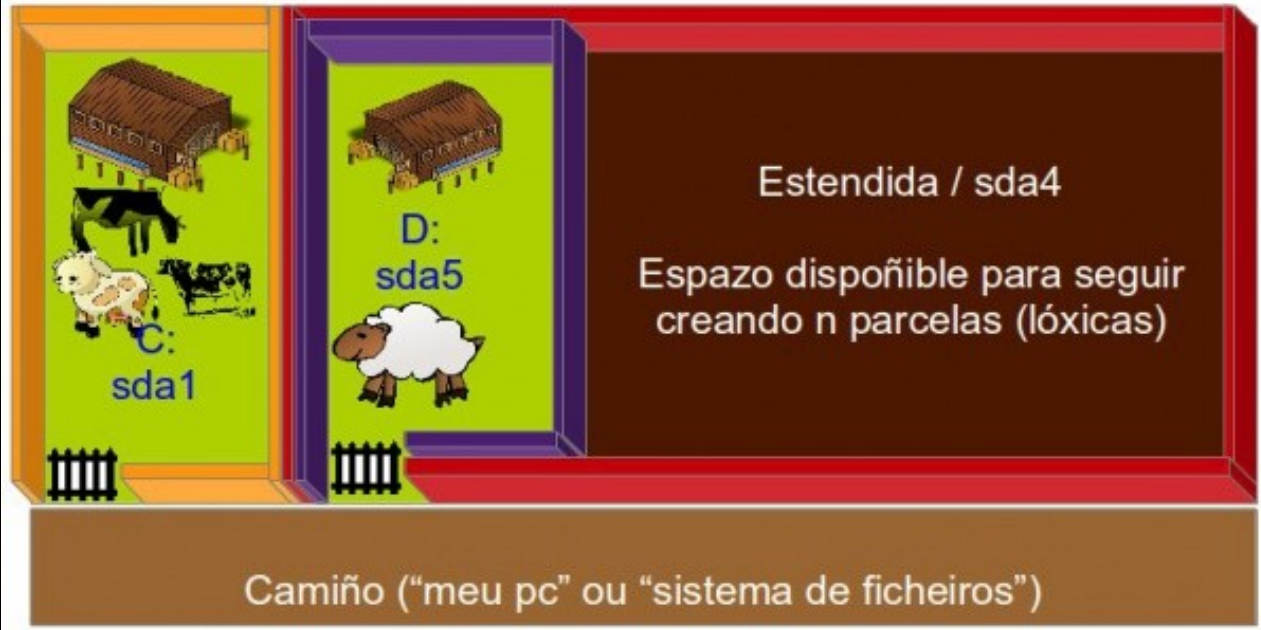 C:
sda1
D:
sda5
Estendida / sda4
Espazo dispoñible para seguir
creando n parcelas (lóxicas)
Camiño (“meu pc” ou “sistema de ficheiros”)